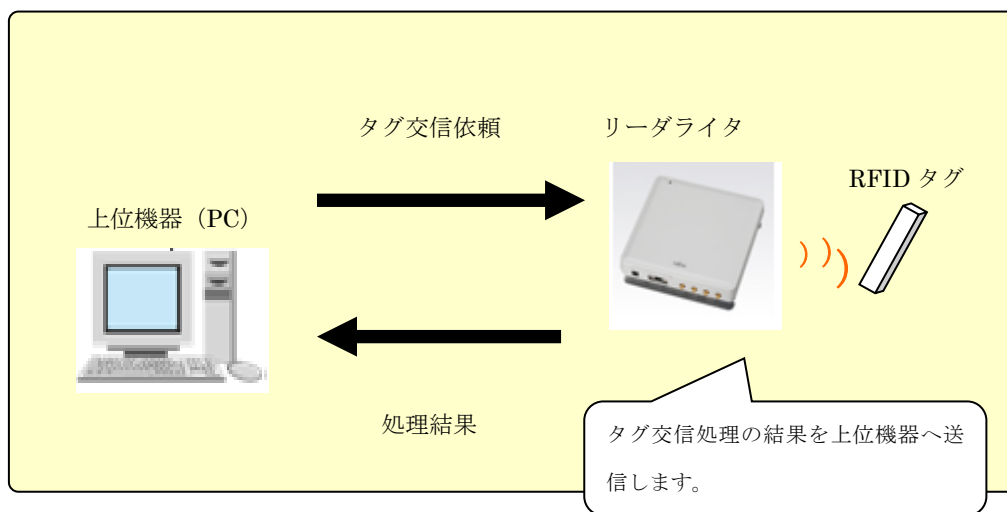 タグ交信依頼
リーダライタ
RFID タグ
上位機器（PC）
処理結果
タグ交信処理の結果を上位機器へ送
信します。